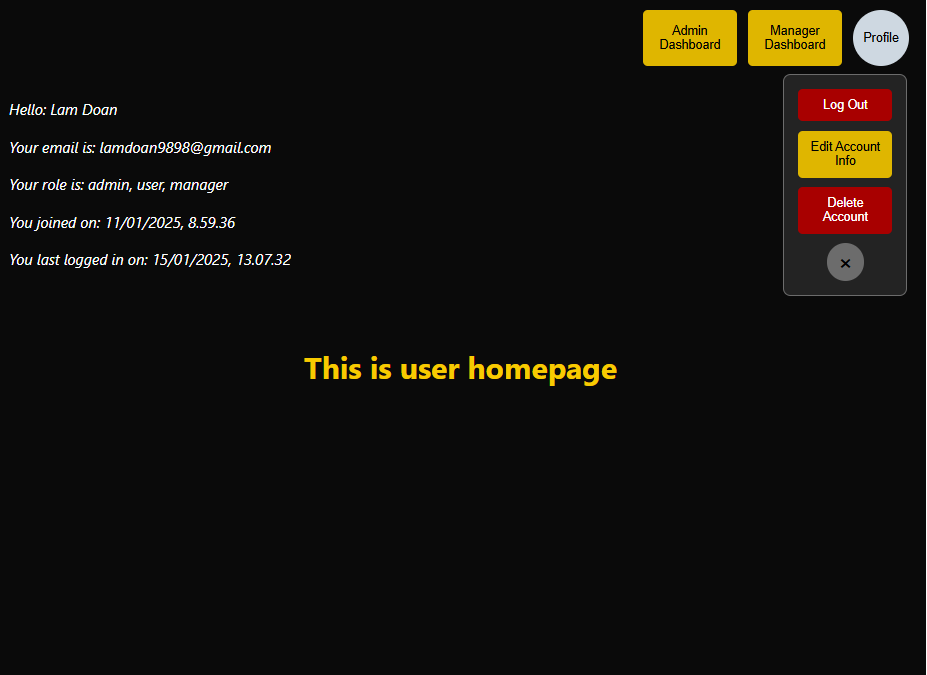 Admin
Dashboard
Manager
Dashboard
Profile
Log Out
Edit Account
Info
Delete
Account
×
Hello: Lam Doan
Your email is: lamdoan9898@gmail.com
Your role is: admin, user, manager
You joined on: 11/01/2025, 8.59.36
You last logged in on: 15/01/2025, 13.07.32
This is user homepage